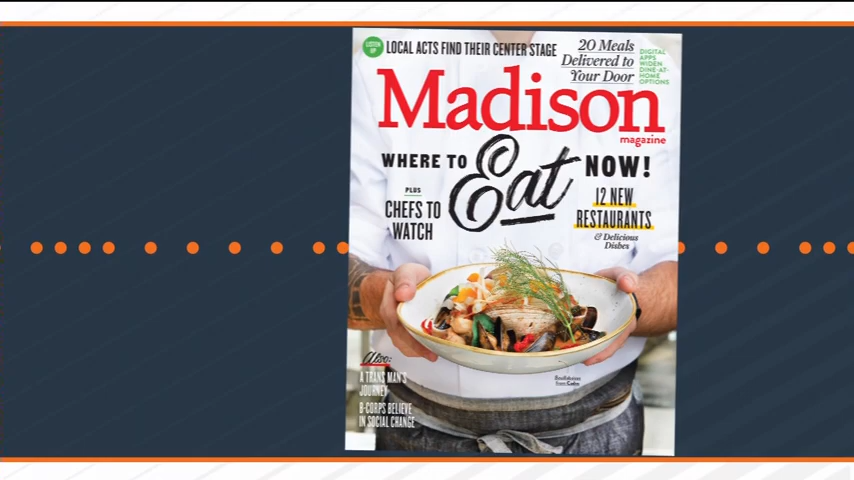 LISTEN UP
LOCAL ACTS FIND THEIR CENTER STAGE
20 Meals
Delivered to
Your Door
DIGITAL
APPS
WIDEN
DINE-AT-
HOME
OPTIONS
Madison
magazine
WHERE TO
Eat
NOW!
PLUS
CHEFS TO
WATCH
12 NEW
RESTAURANTS
& Delicious
Dishes
Also:
A TRANS MAN'S
JOURNEY
B-CORPS BELIEVE
IN SOCIAL CHANGE